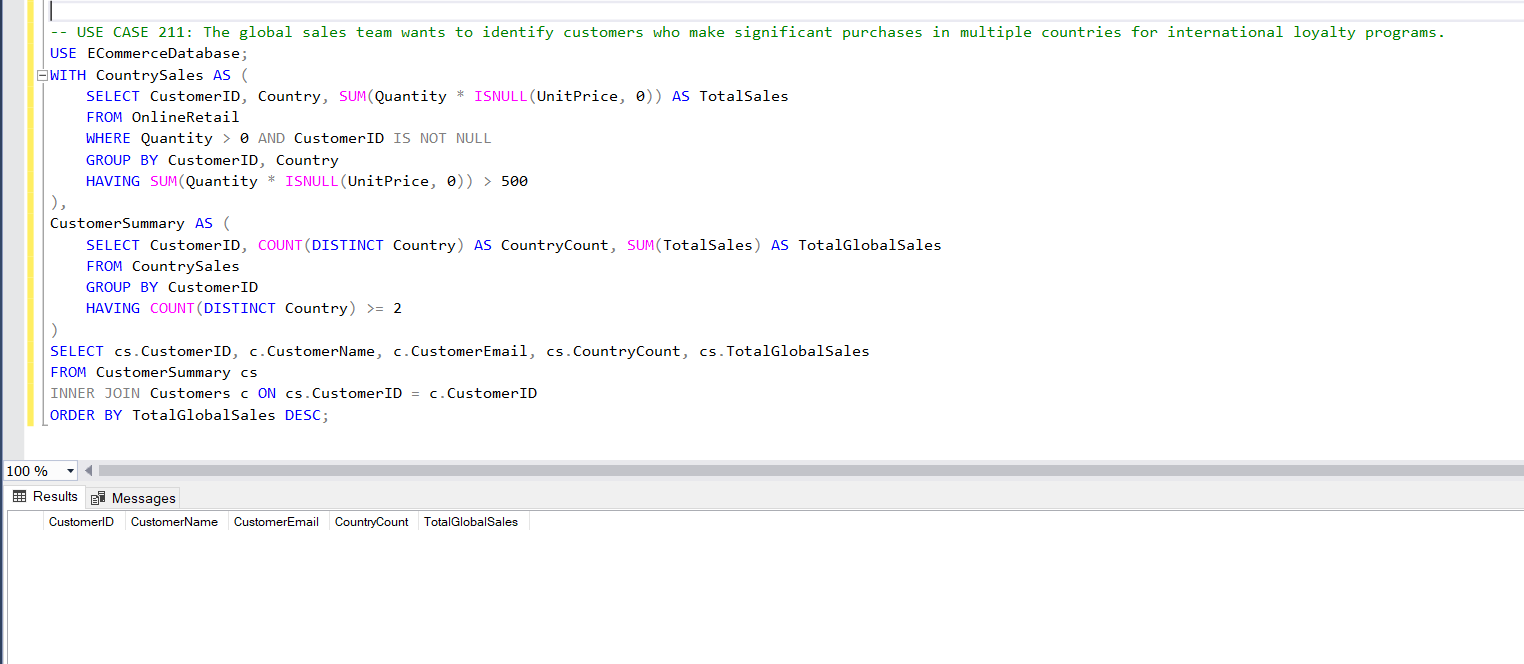 -- USE CASE 211: The global sales team wants to identify customers who make significant purchases in multiple countries for international loyalty programs.
USE ECommerceDatabase;
WITH CountrySales AS (
    SELECT CustomerID, Country, SUM(Quantity * ISNULL(UnitPrice, 0)) AS TotalSales
    FROM OnlineRetail
    WHERE Quantity > 0 AND CustomerID IS NOT NULL
    GROUP BY CustomerID, Country
    HAVING SUM(Quantity * ISNULL(UnitPrice, 0)) > 500
),
CustomerSummary AS (
    SELECT CustomerID, COUNT(DISTINCT Country) AS CountryCount, SUM(TotalSales) AS TotalGlobalSales
    FROM CountrySales
    GROUP BY CustomerID
    HAVING COUNT(DISTINCT Country) >= 2
)
SELECT cs.CustomerID, c.CustomerName, c.CustomerEmail, cs.CountryCount, cs.TotalGlobalSales
FROM CustomerSummary cs
INNER JOIN Customers c ON cs.CustomerID = c.CustomerID
ORDER BY TotalGlobalSales DESC;
100 %
Results Messages
CustomerID CustomerName CustomerEmail CountryCount TotalGlobalSales